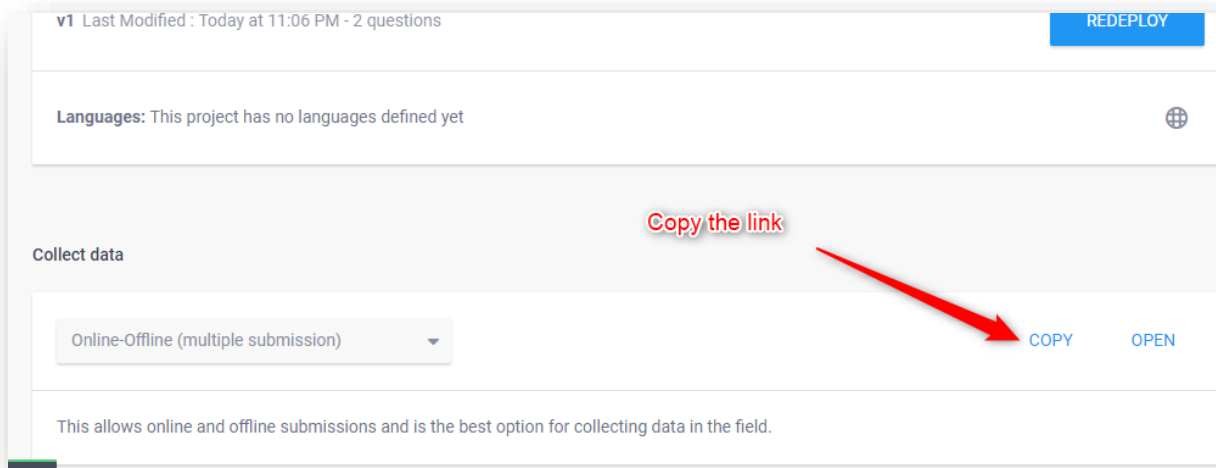 v1 Last Modified : Today at 11:06 PM - 2 questions
REDEPLOY
Languages: This project has no languages defined yet
Copy the link
Collect data
Online-Offline (multiple submission)
COPY
OPEN
This allows online and offline submissions and is the best option for collecting data in the field.